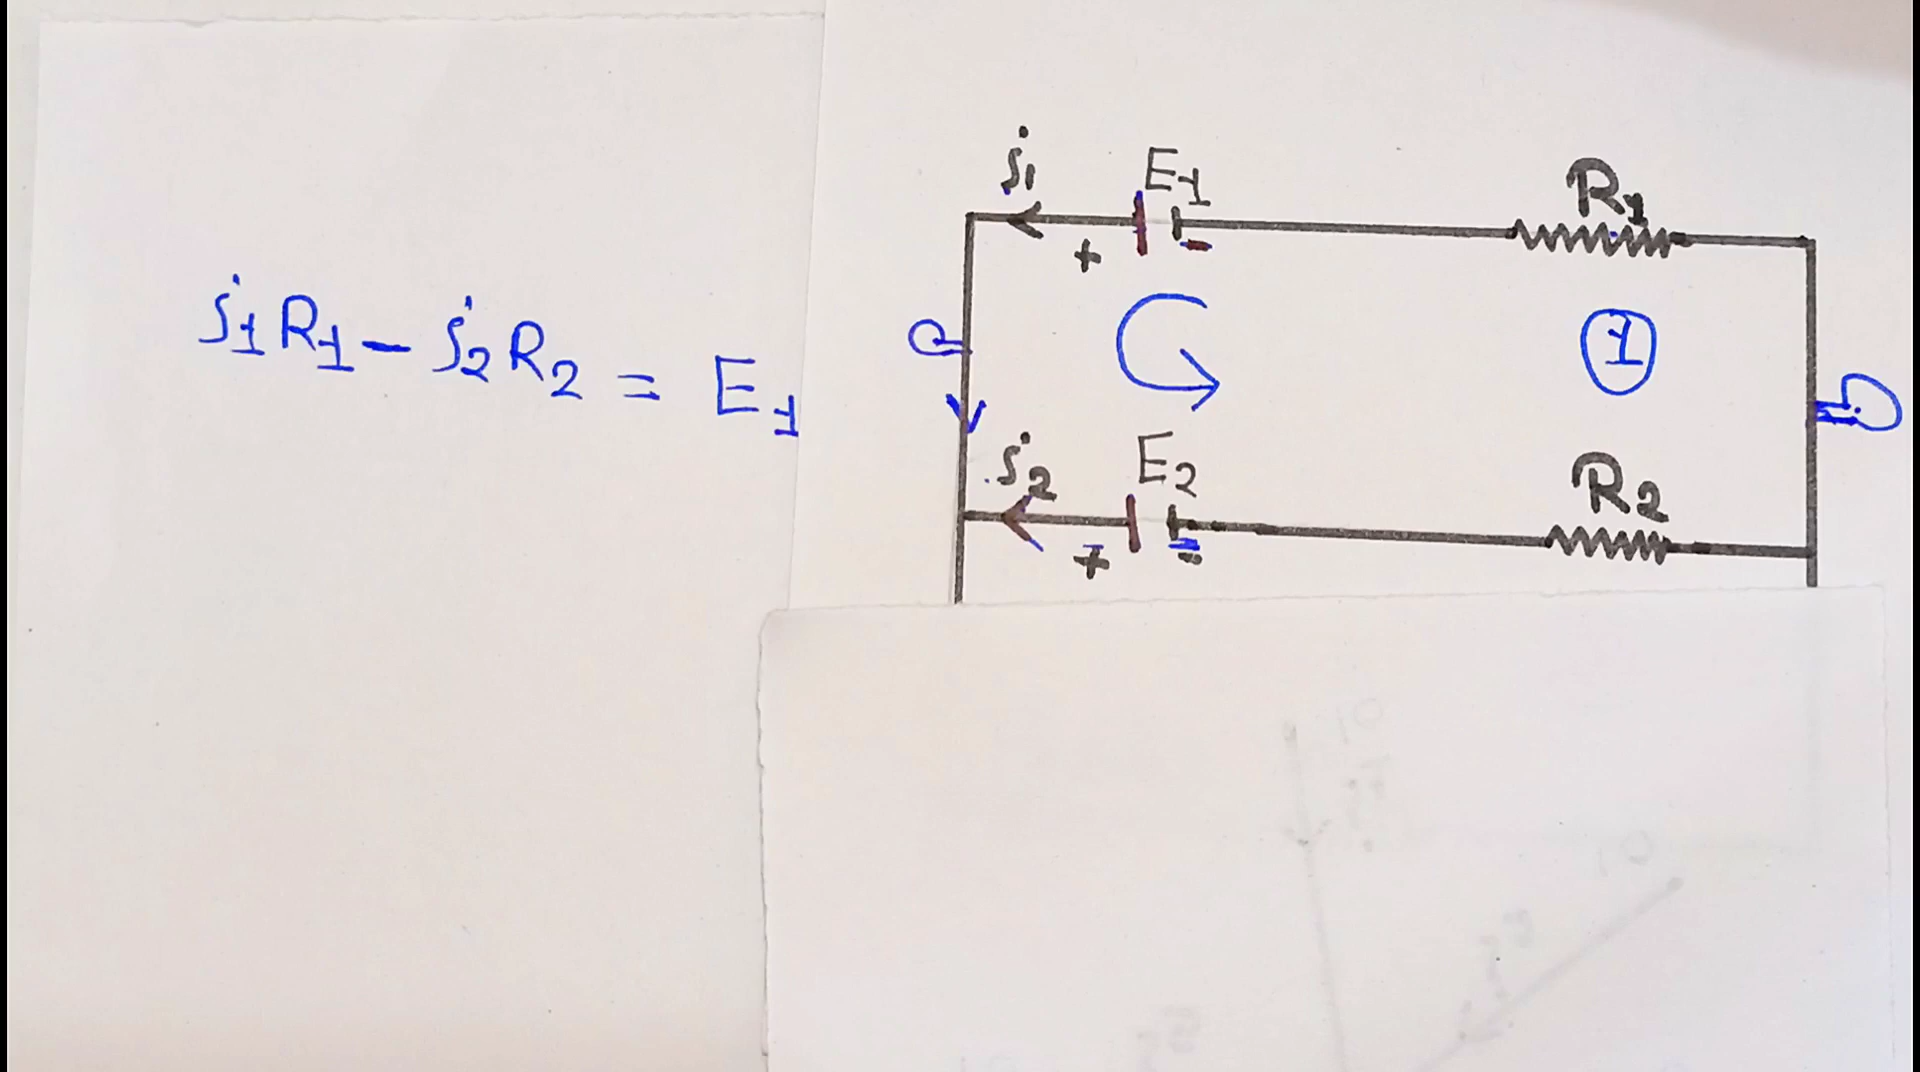 i1R1 - i2R2 = E1
i1
E1
R1
+
-
1
i2
E2
R2
+
-